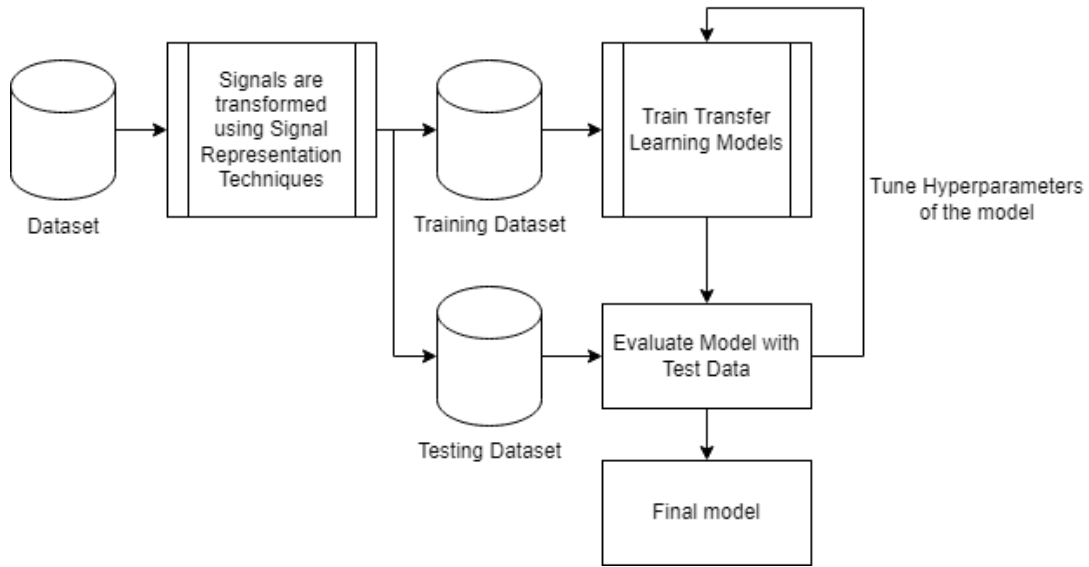 Signals are
transformed
using Signal
Representation
Techniques
Dataset
Training Dataset
Train Transfer
Learning Models
Tune Hyperparameters
of the model
Testing Dataset
Evaluate Model with
Test Data
Final model